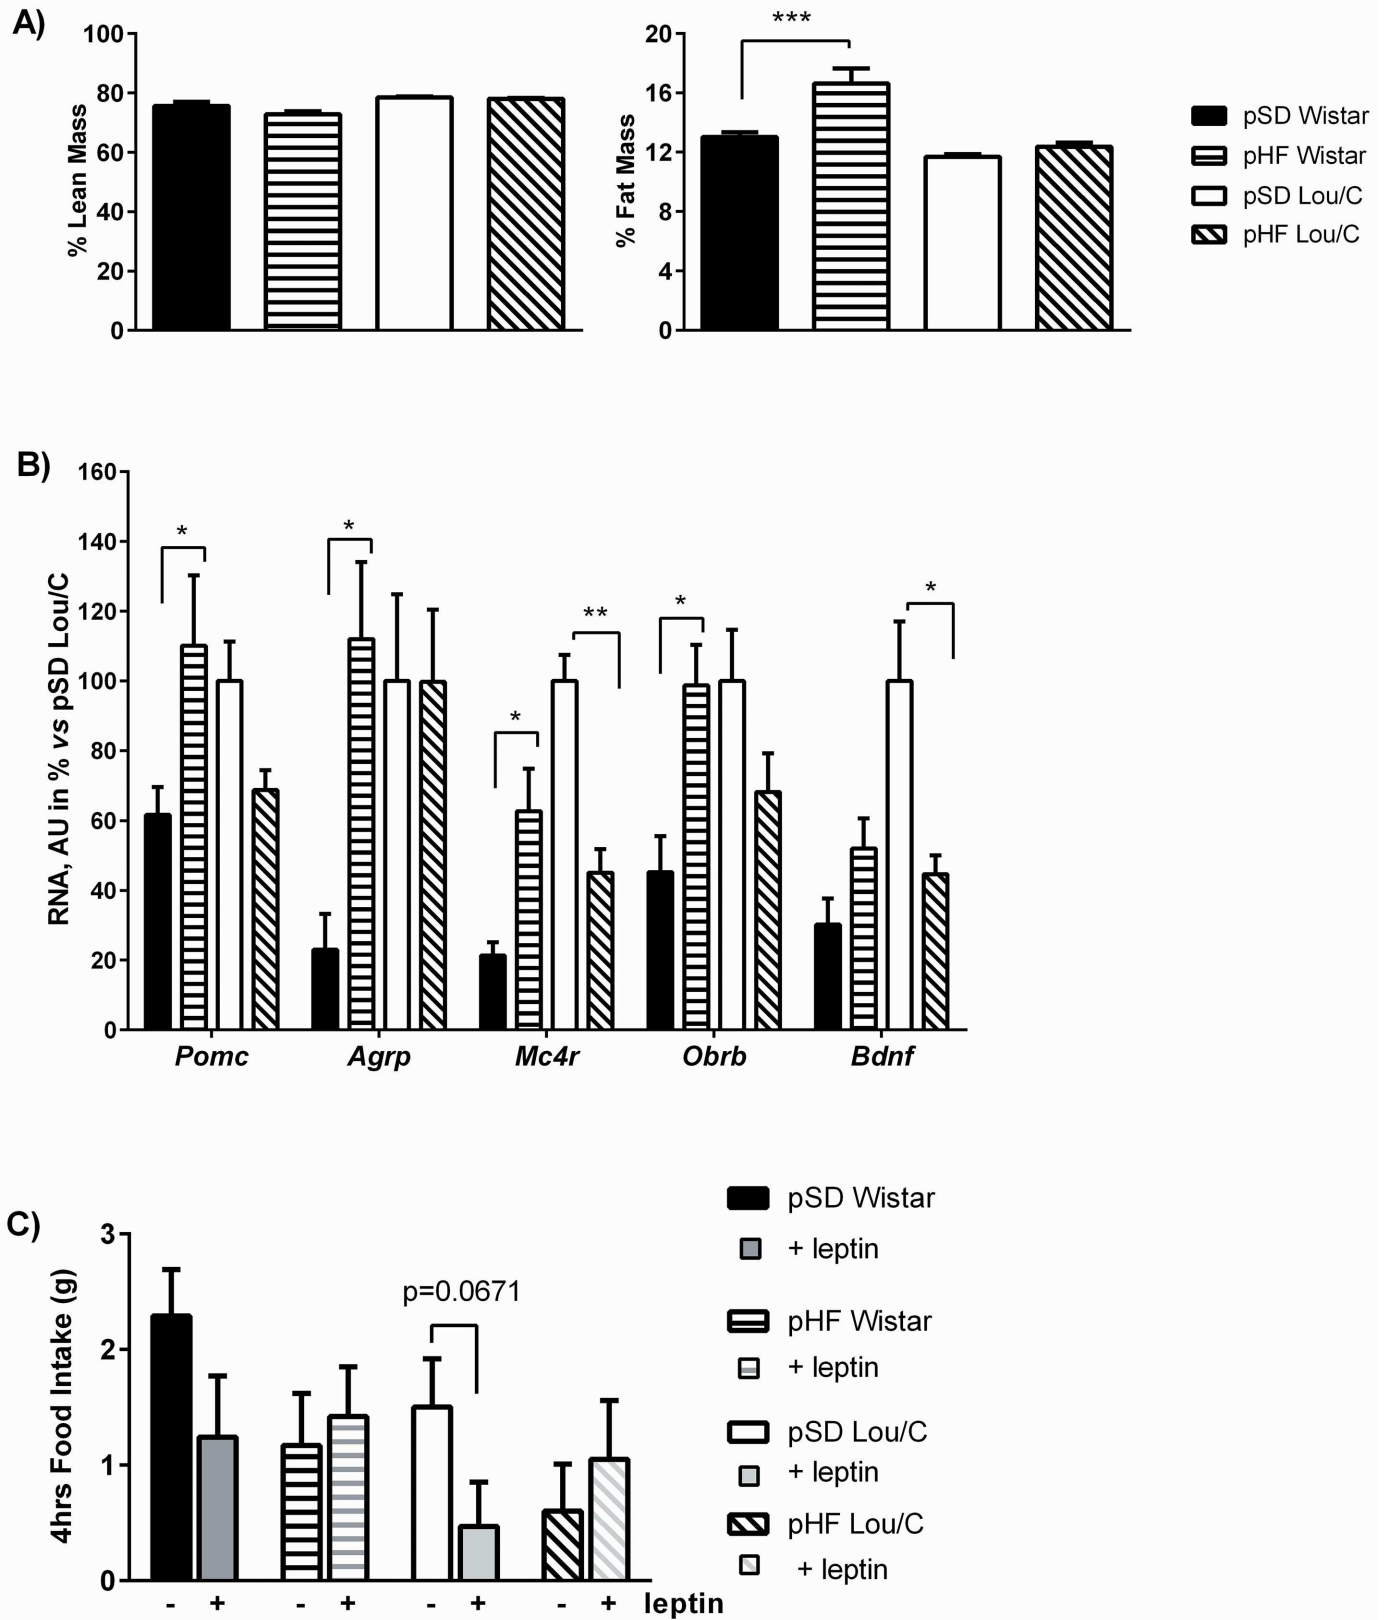 A)
% Lean Mass
100
80
60
40
20
0
% Fat Mass
20
16
12
8
4
0
***
pSD Wistar
pHF Wistar
pSD Lou/C
pHF Lou/C
B)
RNA, AU in % vs pSD Lou/C
160
140
120
100
80
60
40
20
0
*
*
*
**
*
*
Pomc Agrp Mc4r Obrb Bdnf
C)
4hrs Food Intake (g)
3
2
1
0
p=0.0671
- + - + - + - + leptin
pSD Wistar
+ leptin
pHF Wistar
+ leptin
pSD Lou/C
+ leptin
pHF Lou/C
+ leptin